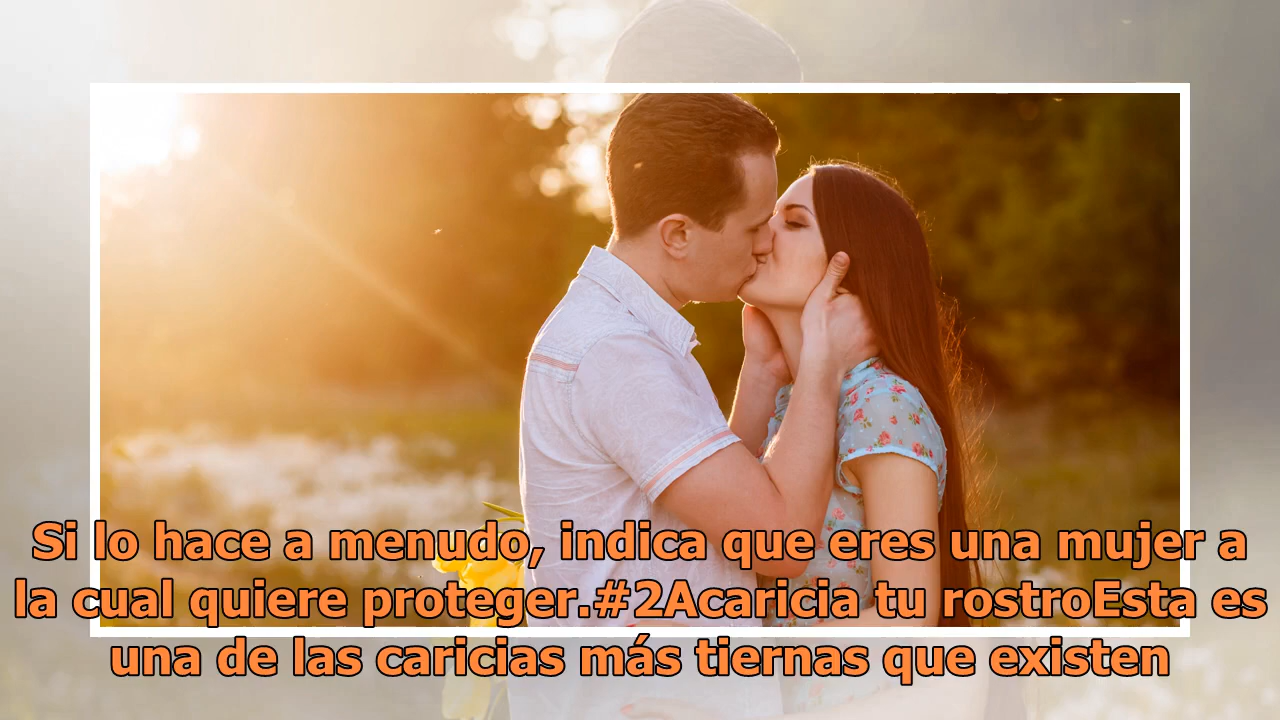 Si lo hace a menudo, indica que eres una mujer a
la cual quiere proteger.#2Acaricia tu rostroEsta es
una de las caricias más tiernas que existen